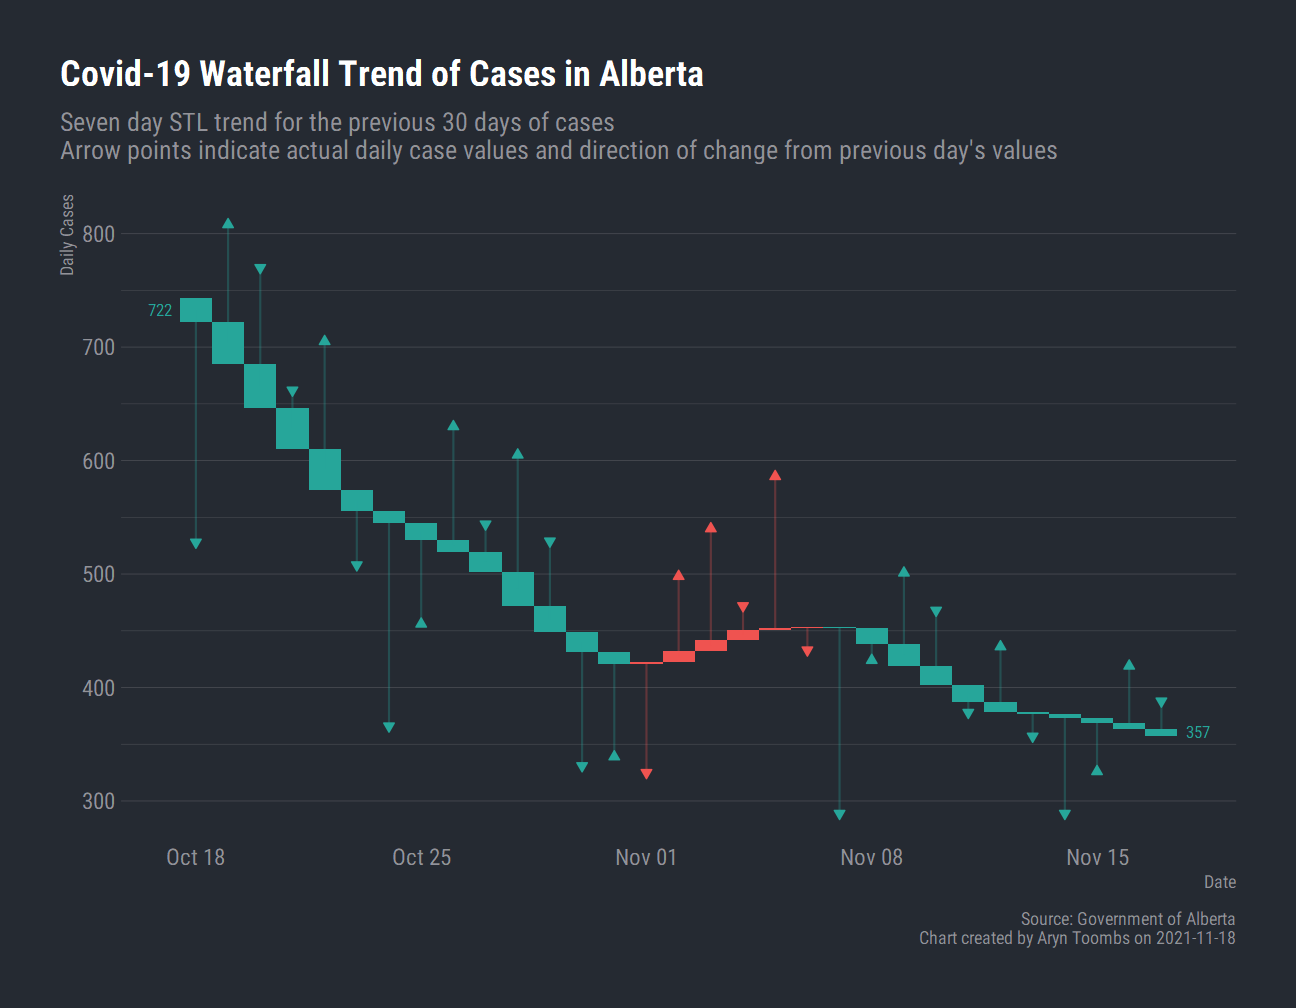 Covid-19 Waterfall Trend of Cases in Alberta
Seven day STL trend for the previous 30 days of cases
Arrow points indicate actual daily case values and direction of change from previous day's values
Daily Cases
800
700
600
500
400
300
722
357
Oct 18
Oct 25
Nov 01
Nov 08
Nov 15
Date
Source: Government of Alberta
Chart created by Aryn Toombs on 2021-11-18